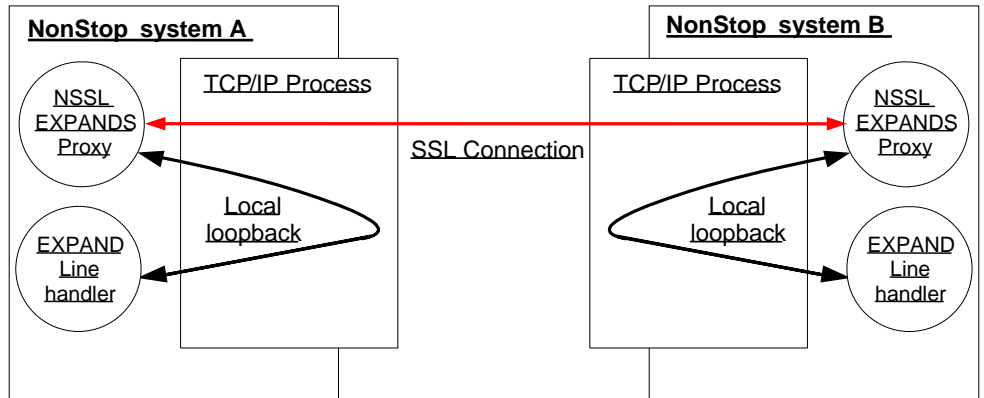 NonStop system A
NSSL
EXPANDS
Proxy
EXPAND
Line
handler
TCP/IP Process
Local
loopback
SSL Connection
NonStop system B
TCP/IP Process
Local
loopback
NSSL
EXPANDS
Proxy
EXPAND
Line
handler